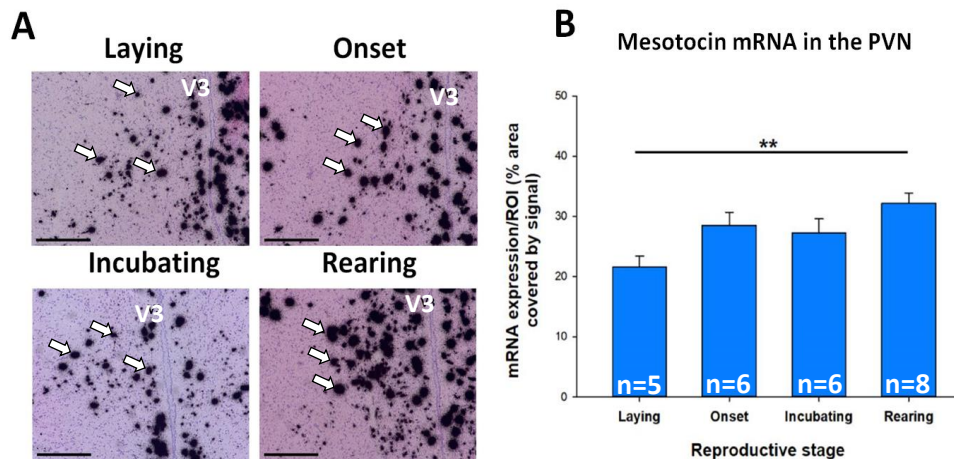 A
Laying
Onset
V3
V3
Incubating
Rearing
V3
V3
B
Mesotocin mRNA in the PVN
mRNA expression/ROI (% area
covered by signal)
50
40
30
20
10
0
**
n=5
n=6
n=6
n=8
Laying
Onset
Incubating
Rearing
Reproductive stage